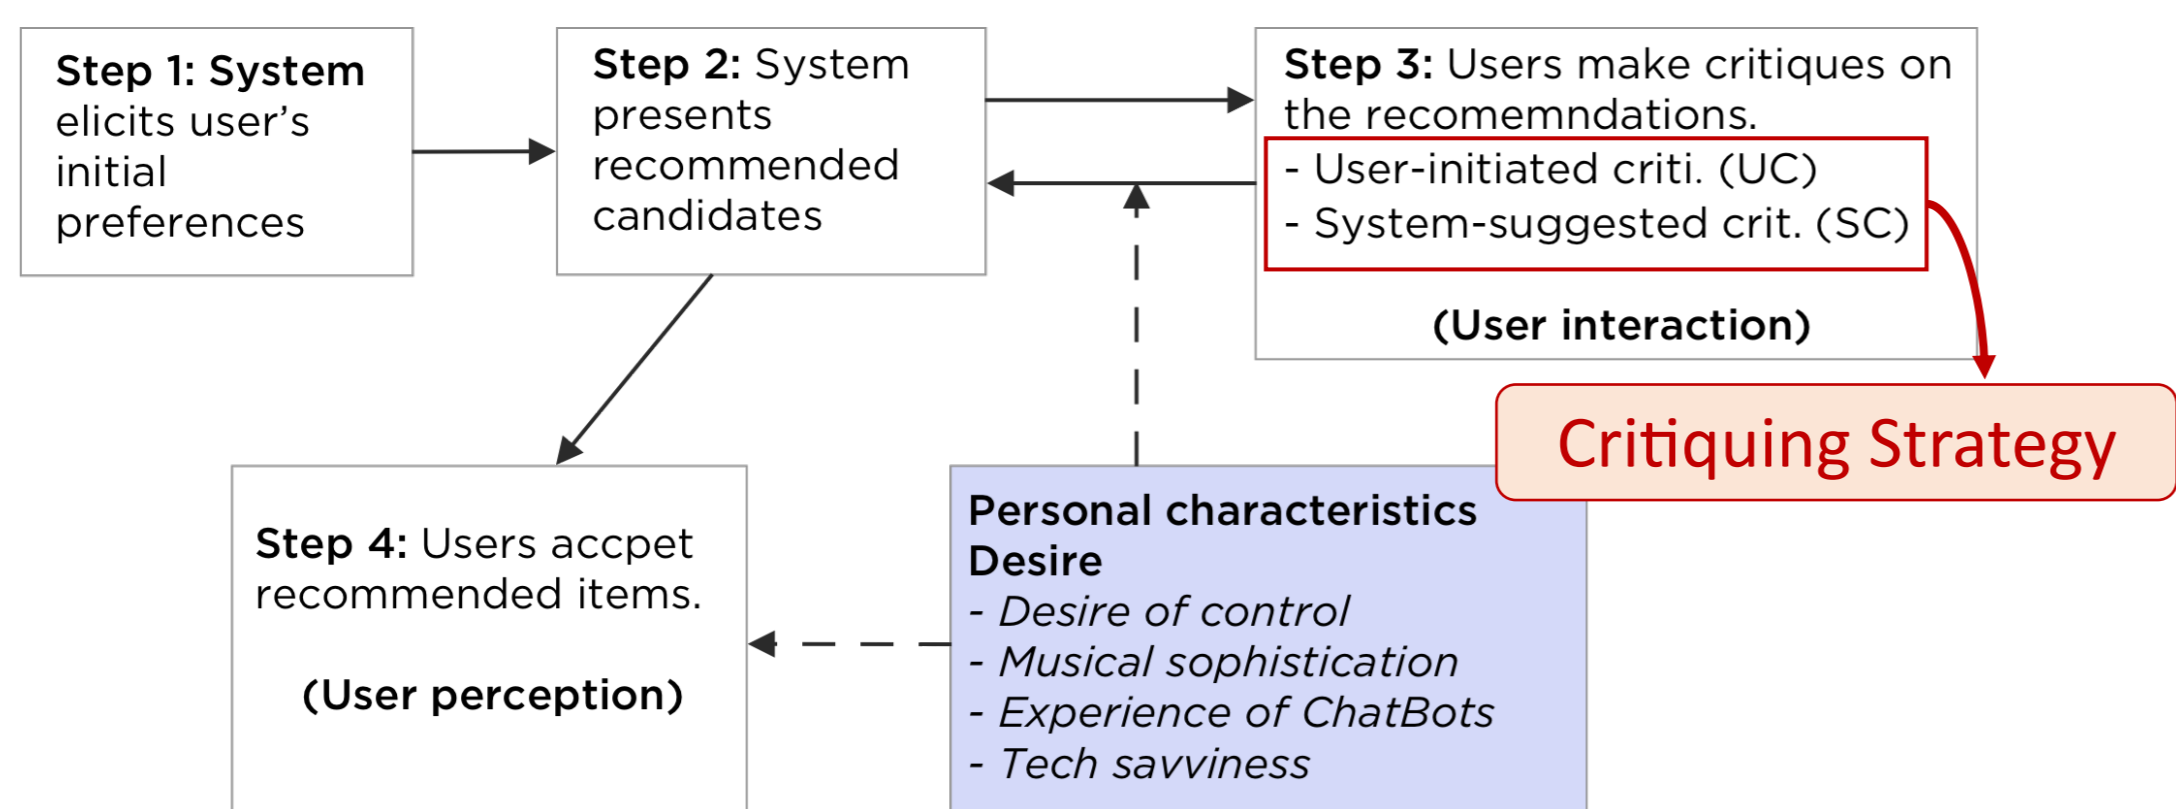 Step 1: System
elicits user's
initial
preferences
Step 2: System
presents
recommended
candidates
Step 3: Users make critiques on
the recomemndations.
- User-initiated criti. (UC)
- System-suggested crit. (SC)
(User interaction)
Critiquing Strategy
Step 4: Users accpet
recommended items.
(User perception)
Personal characteristics
Desire
- Desire of control
- Musical sophistication
- Experience of ChatBots
- Tech savviness